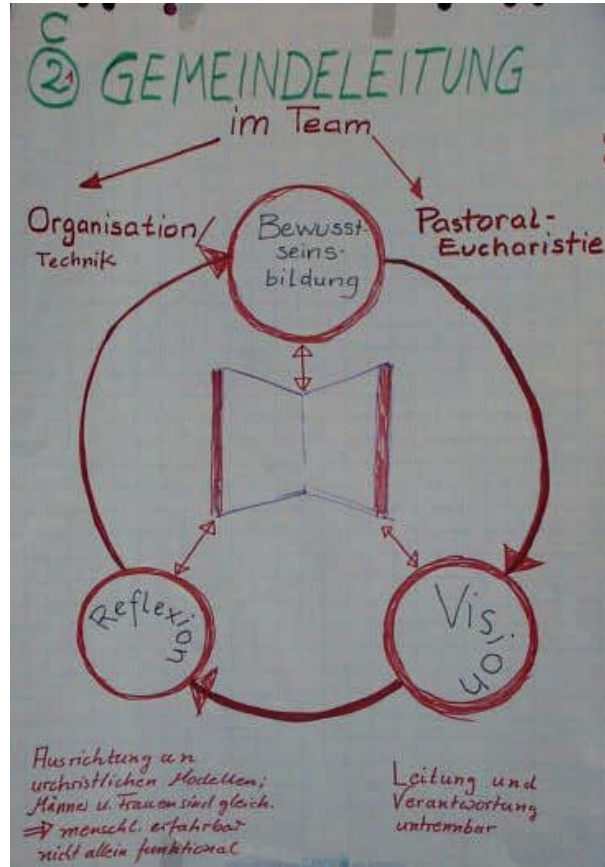 C
2.1 GEMEINDELEITUNG
im Team
Organisation/
Technik
Bewusst-
seins-
bildung
Pastoral-
Eucharistie
Reflexion
Vision
Ausrichtung an
urchristlichen Modellen;
Männer u. Frauen sind gleich.
⇒ menschl. erfahrbar
nicht allein funktional
Leitung und
Verantwortung
untrennbar